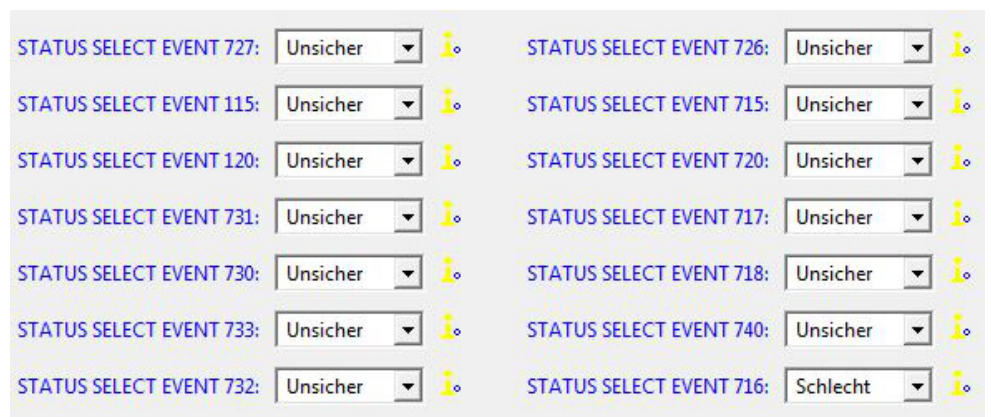 STATUS SELECT EVENT 727: Unsicher STATUS SELECT EVENT 726: Unsicher
STATUS SELECT EVENT 115: Unsicher STATUS SELECT EVENT 715: Unsicher
STATUS SELECT EVENT 120: Unsicher STATUS SELECT EVENT 720: Unsicher
STATUS SELECT EVENT 731: Unsicher STATUS SELECT EVENT 717: Unsicher
STATUS SELECT EVENT 730: Unsicher STATUS SELECT EVENT 718: Unsicher
STATUS SELECT EVENT 733: Unsicher STATUS SELECT EVENT 740: Unsicher
STATUS SELECT EVENT 732: Unsicher STATUS SELECT EVENT 716: Schlecht